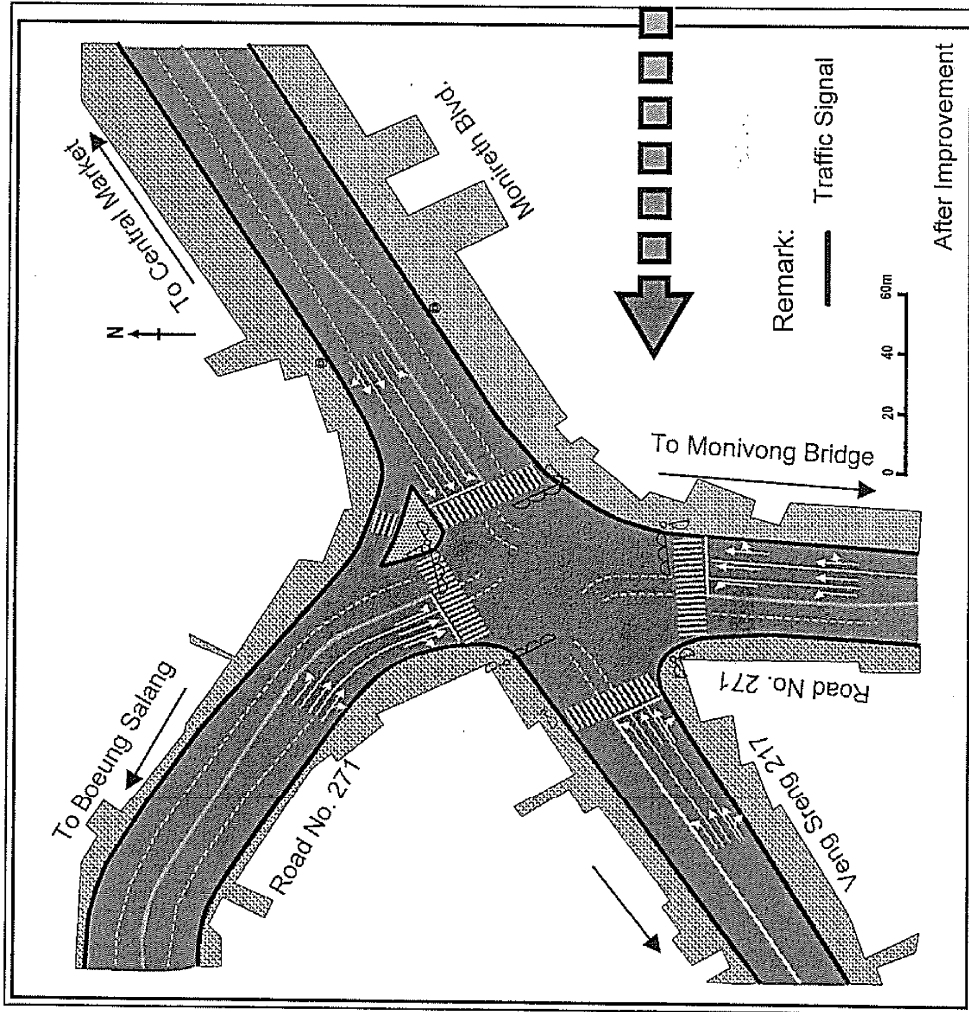 To Central Market
N
Monireth Blvd.
To Boeung Salang
Road No. 271
To Monivong Bridge
Road No. 271
Veng Sreng 217
Remark:
Traffic Signal
0 20 40 60m
After Improvement